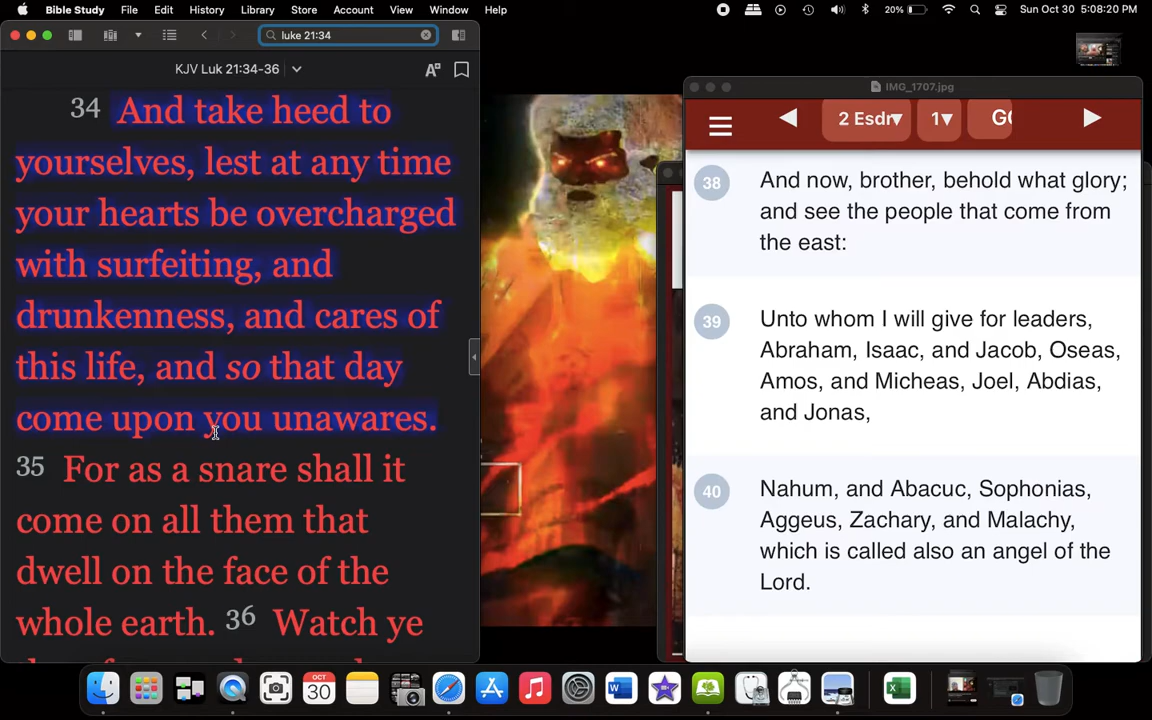 Bible Study File Edit History Library Store Account View Window Help 20% Sun Oct 30 5:08:20 PM
luke 21:34
KJV Luk 21:34-36
34 And take heed to
yourselves, lest at any time
your hearts be overcharged
with surfeiting, and
drunkenness, and cares of
this life, and so that day
come upon you unawares.
35 For as a snare shall it
come on all them that
dwell on the face of the
whole earth. 36 Watch ye
IMG_1707.jpg
2 Esdr 1
38 And now, brother, behold what glory;
and see the people that come from
the east:
39 Unto whom I will give for leaders,
Abraham, Isaac, and Jacob, Oseas,
Amos, and Micheas, Joel, Abdias,
and Jonas,
40 Nahum, and Abacuc, Sophonias,
Aggeus, Zachary, and Malachy,
which is called also an angel of the
Lord.
OCT
30